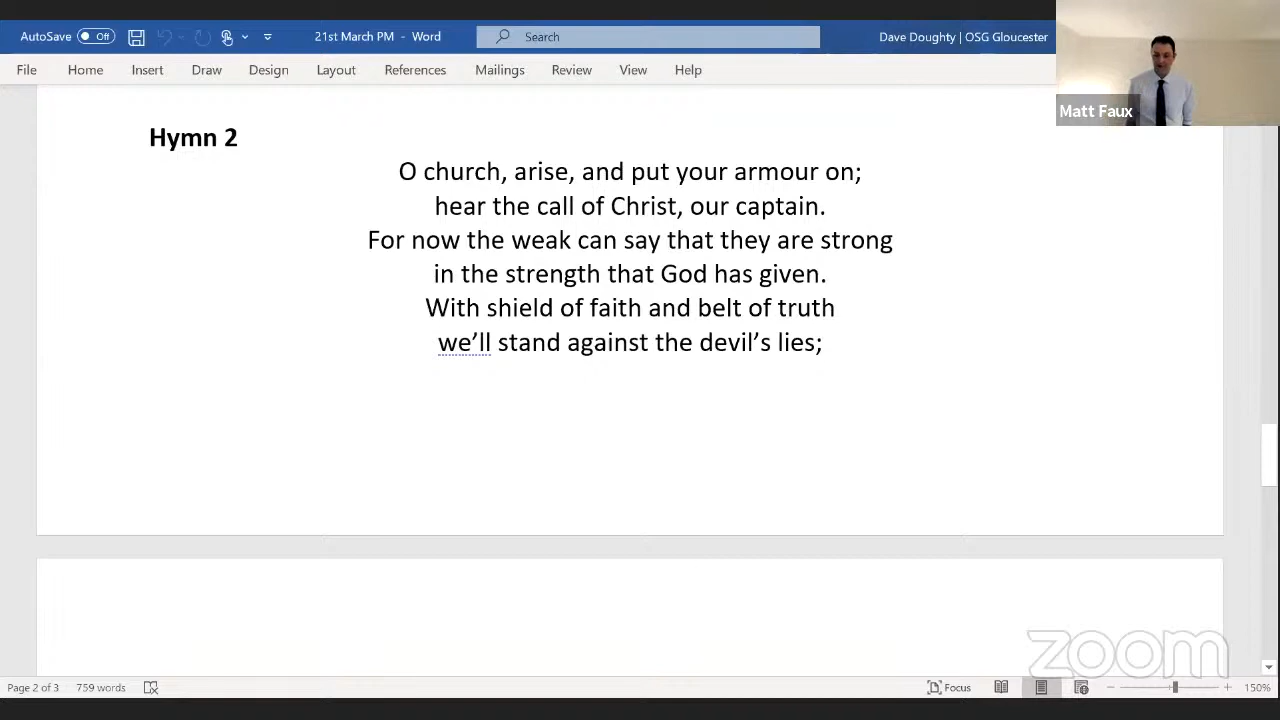 AutoSave Off 21st March PM - Word Search Dave Doughty | OSG Gloucester
File Home Insert Draw Design Layout References Mailings Review View Help
Matt Faux
Hymn 2
O church, arise, and put your armour on;
hear the call of Christ, our captain.
For now the weak can say that they are strong
in the strength that God has given.
With shield of faith and belt of truth
we’ll stand against the devil’s lies;
zoom
Page 2 of 3 759 words Focus 150%